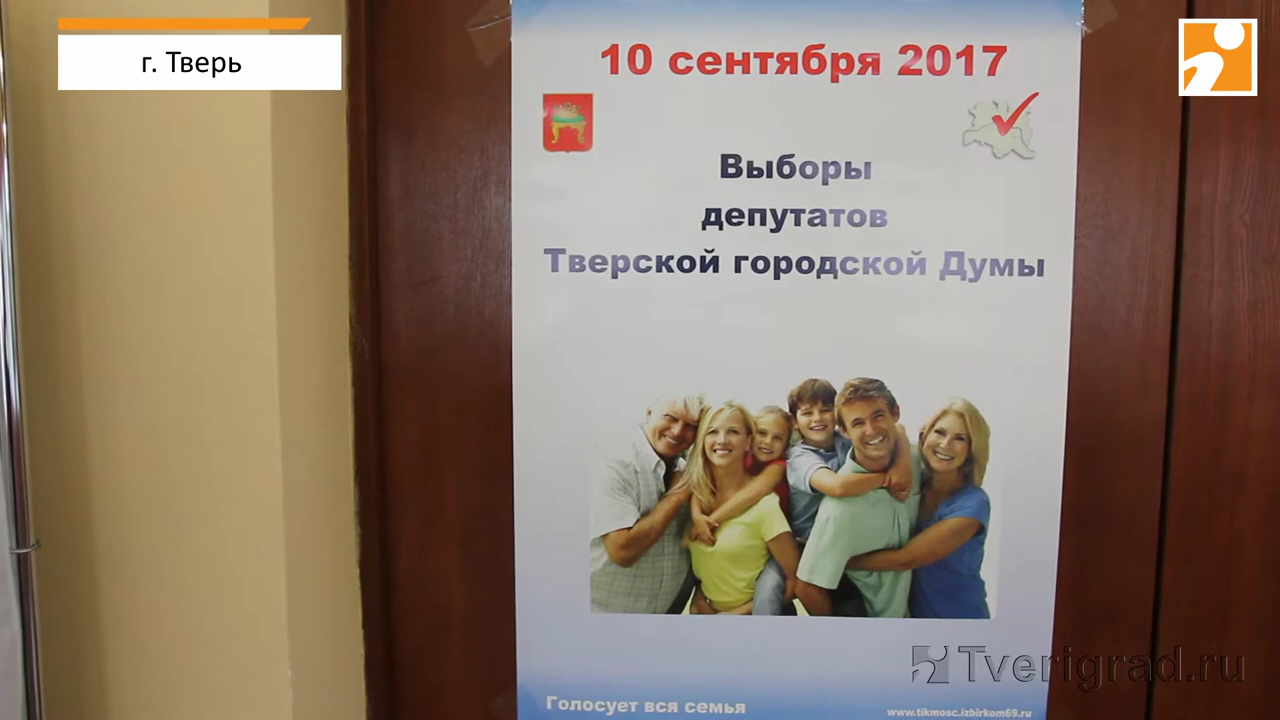 г. Тверь
10 сентября 2017
Выборы
депутатов
Тверской городской Думы
Голосует вся семья
www.tikmosc.izbirkom69.ru
Tverigrad.ru